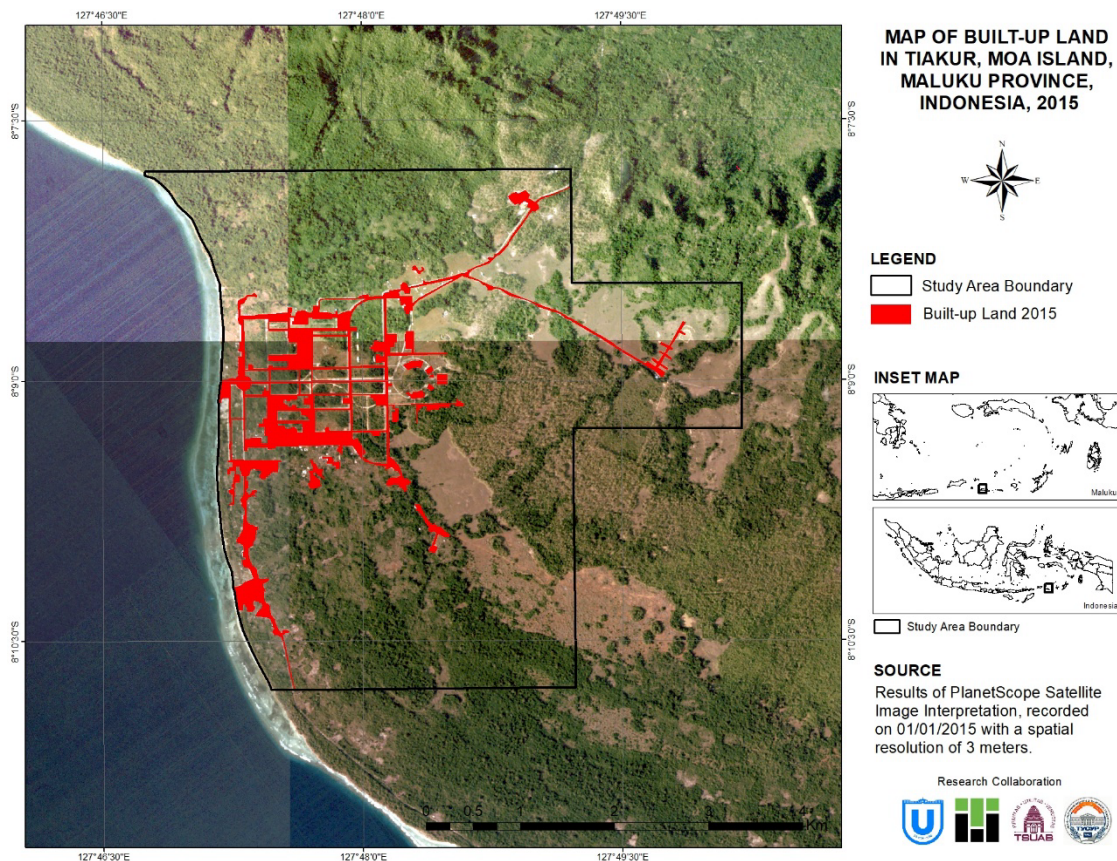 127°46'30"E
127°48'0"E
127°49'30"E
8°7'30"S
8°7'30"S
8°9'0"S
8°9'0"S
8°10'30"S
8°10'30"S
0 0.5 1 2 3 4
Km
127°46'30"E
127°48'0"E
127°49'30"E
MAP OF BUILT-UP LAND
IN TIAKUR, MOA ISLAND,
MALUKU PROVINCE,
INDONESIA, 2015
N
W E
S
LEGEND
Study Area Boundary
Built-up Land 2015
INSET MAP
Maluku
Indonesia
Study Area Boundary
SOURCE
Results of PlanetScope Satellite
Image Interpretation, recorded
on 01/01/2015 with a spatial
resolution of 3 meters.
Research Collaboration
TSUAB
ТУСУР